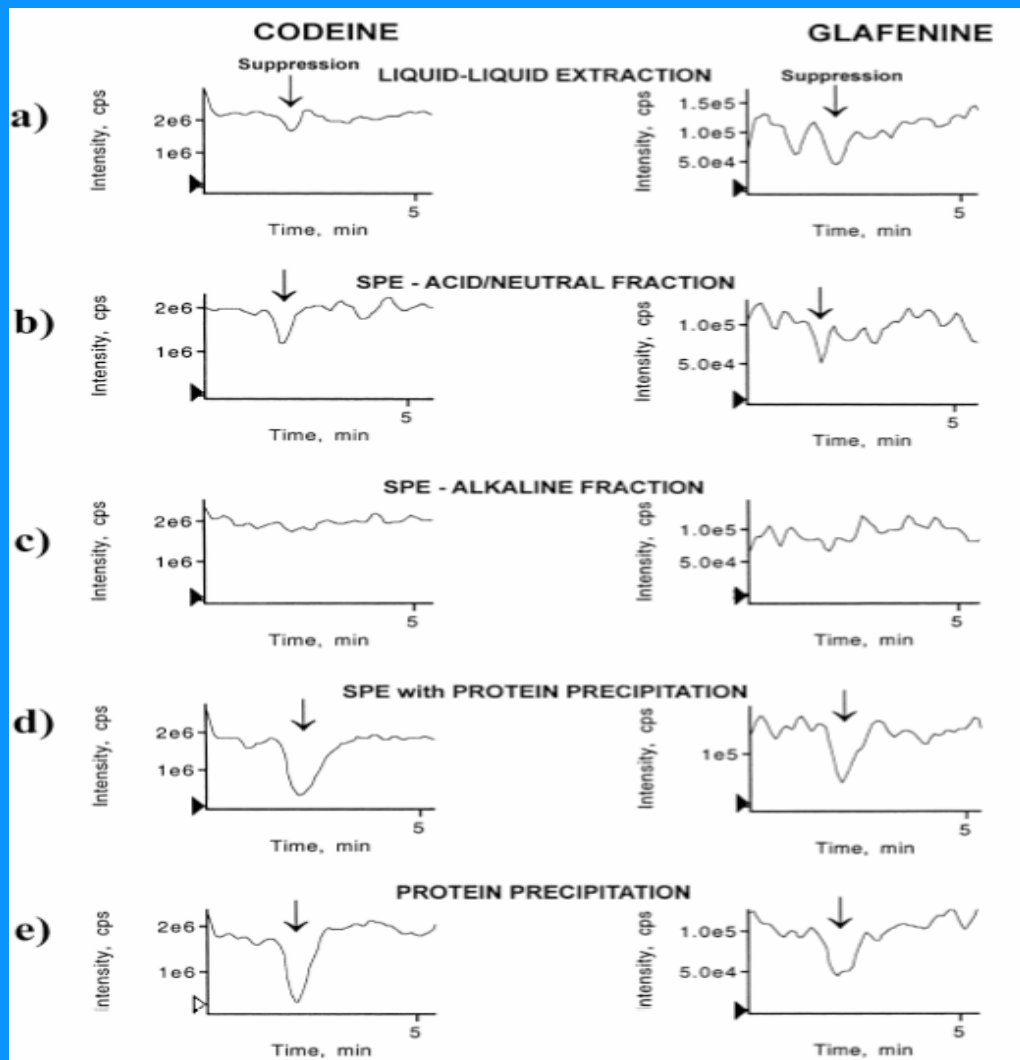 CODEINE GLAFENINE
Suppression LIQUID-LIQUID EXTRACTION Suppression
a)
Intensity, cps 2e6 1e6 5 Time, min
Intensity, cps 1.5e5 1.0e5 5.0e4 5 Time, min
SPE - ACID/NEUTRAL FRACTION
b)
Intensity, cps 2e6 1e6 5 Time, min
Intensity, cps 1.0e5 5.0e4 5 Time, min
SPE - ALKALINE FRACTION
c)
Intensity, cps 2e6 1e6 5 Time, min
Intensity, cps 1.0e5 5.0e4 5 Time, min
SPE with PROTEIN PRECIPITATION
d)
Intensity, cps 2e6 1e6 5 Time, min
Intensity, cps 1e5 5 Time, min
PROTEIN PRECIPITATION
e)
Intensity, cps 2e6 1e6 5 Time, min
Intensity, cps 1.0e5 5.0e4 5 Time, min